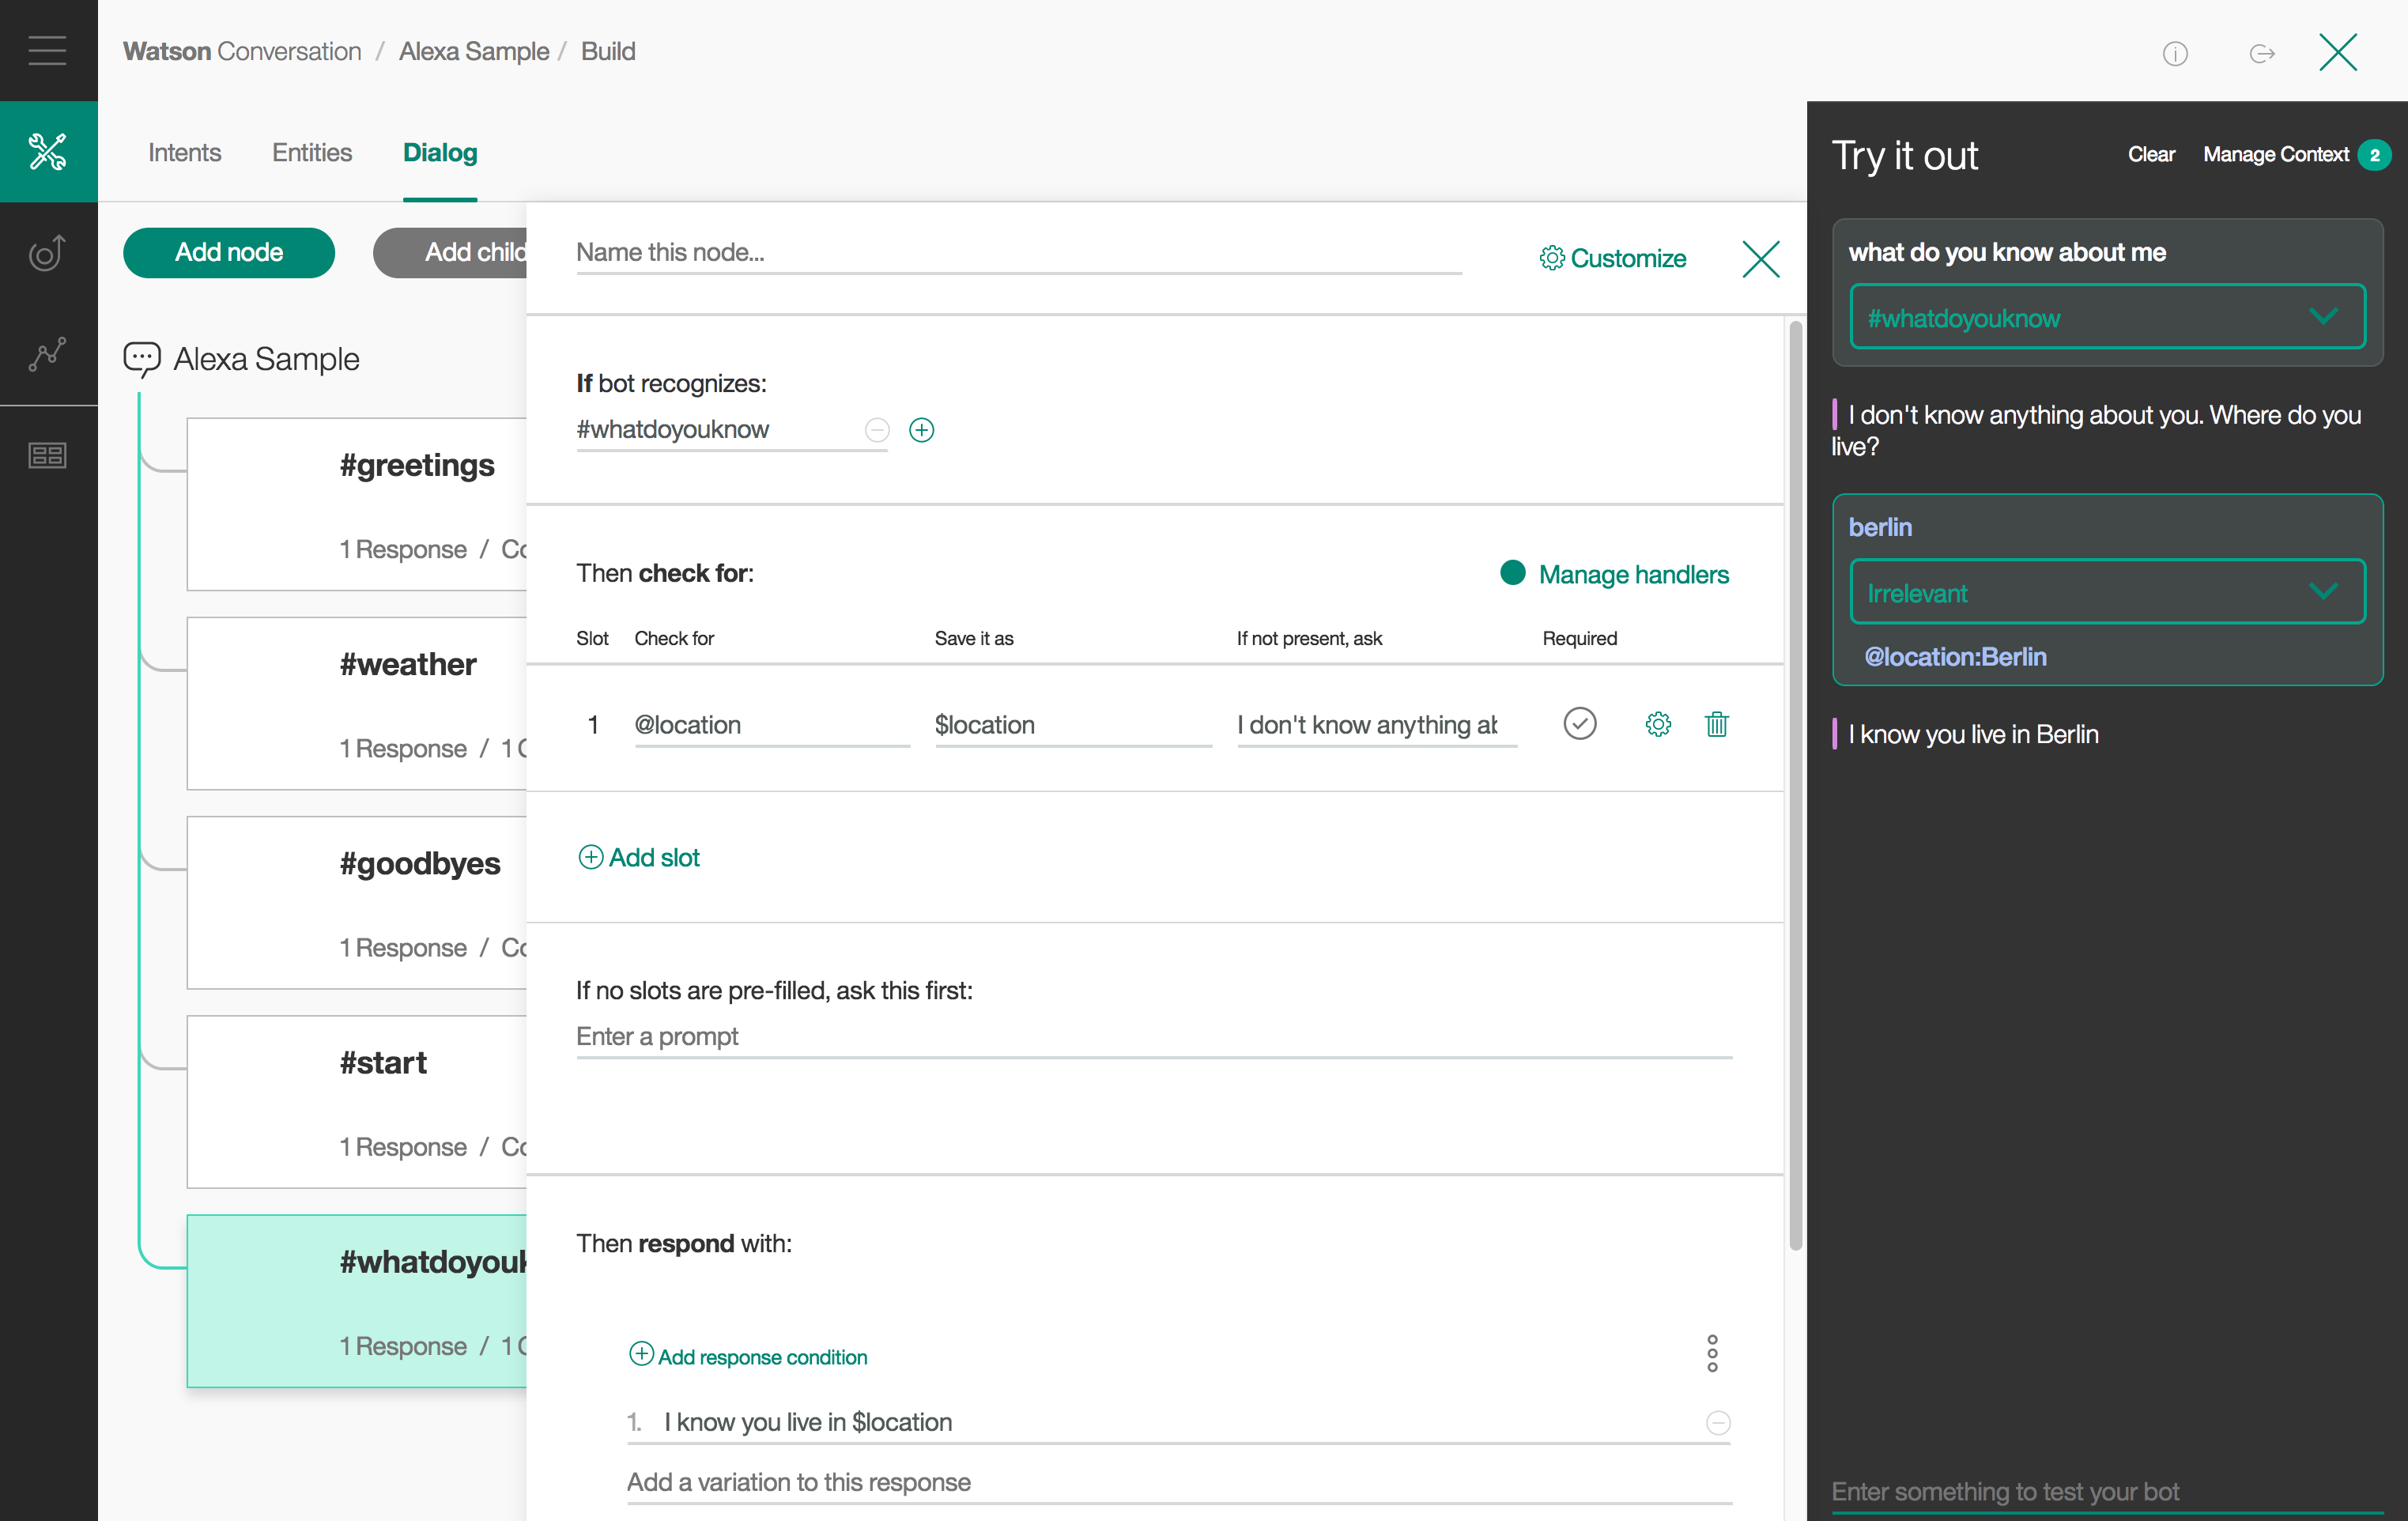 Watson Conversation / Alexa Sample / Build
Intents
Entities
Dialog
Add node
Add child
Alexa Sample
#greetings
1 Response /
#weather
1 Response / 1
#goodbyes
1 Response /
#start
1 Response /
#whatdoyouk
1 Response / 1
Name this node...
Customize
If bot recognizes:
#whatdoyouknow
Then check for:
Manage handlers
Slot Check for Save it as If not present, ask Required
1 @location $location I don't know anything ab
Add slot
If no slots are pre-filled, ask this first:
Enter a prompt
Then respond with:
Add response condition
1. I know you live in $location
Add a variation to this response
Try it out
Clear
Manage Context 2
what do you know about me
#whatdoyouknow
I don't know anything about you. Where do you
live?
berlin
Irrelevant
@location:Berlin
I know you live in Berlin
Enter something to test your bot